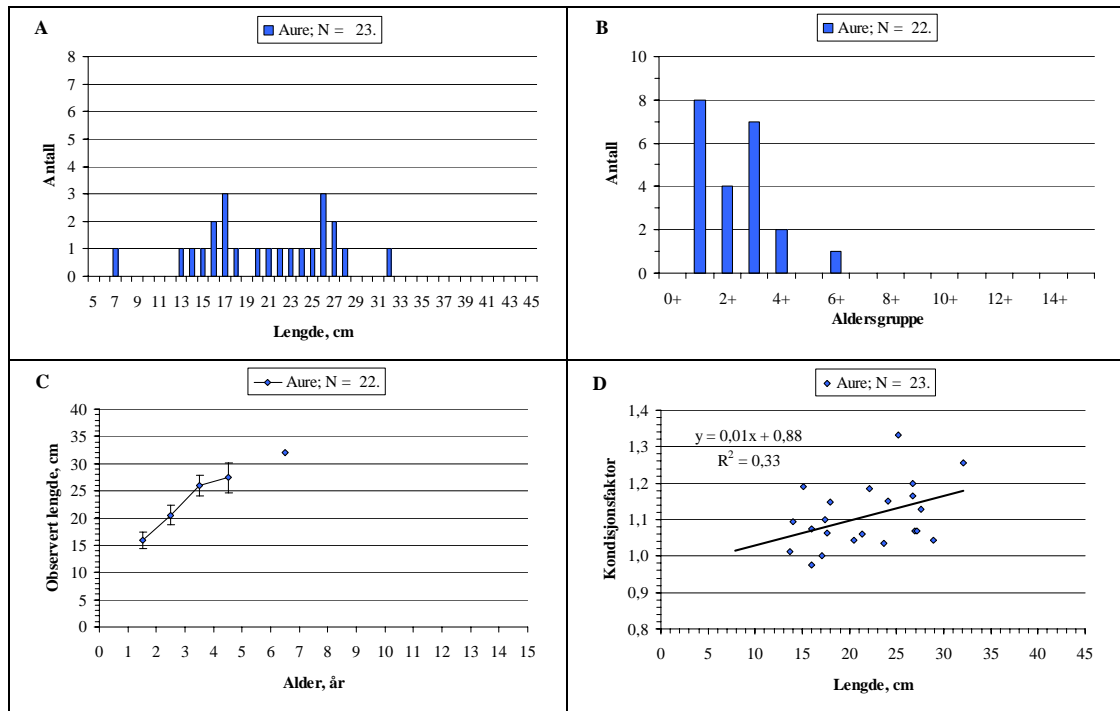 A
Aure; N = 23.
Antall
8
7
6
5
4
3
2
1
0
5 7 9 11 13 15 17 19 21 23 25 27 29 31 33 35 37 39 41 43 45
Lengde, cm
B
Aure; N = 22.
Antall
10
8
6
4
2
0
0+ 2+ 4+ 6+ 8+ 10+ 12+ 14+
Aldersgruppe
C
Aure; N = 22.
Observert lengde, cm
40
35
30
25
20
15
10
5
0
0 1 2 3 4 5 6 7 8 9 10 11 12 13 14 15
Alder, år
D
Aure; N = 23.
Kondisjonsfaktor
1,4
1,3
1,2
1,1
1,0
0,9
0,8
y = 0,01x + 0,88
R² = 0,33
0 5 10 15 20 25 30 35 40 45
Lengde, cm